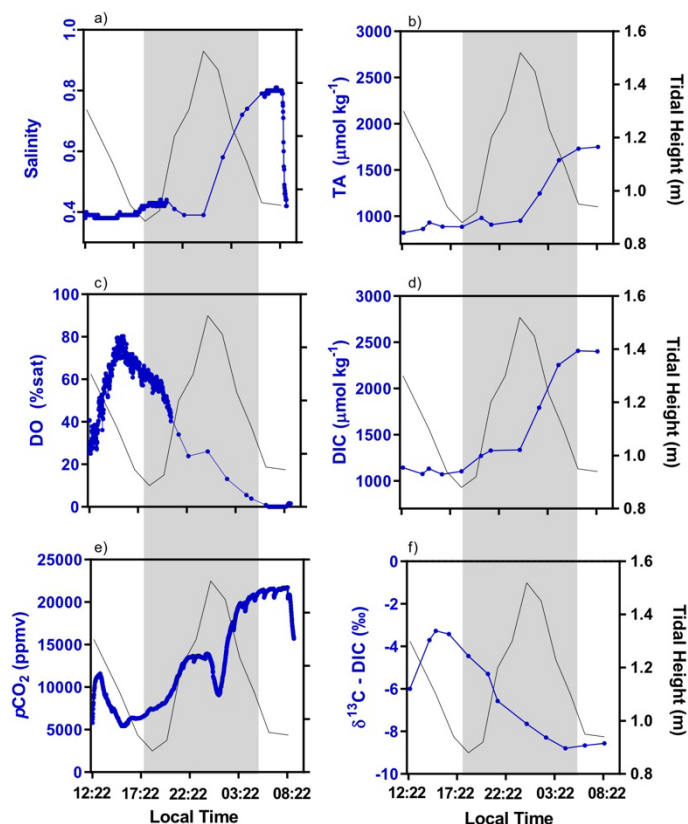 a)
Salinity
1.0
0.8
0.6
0.4
b)
TA
(μmol kg⁻¹)
3000
2500
2000
1500
1000
1.6
1.4
1.2
1.0
0.8
Tidal Height (m)
c)
DO (%sat)
100
80
60
40
20
0
d)
DIC
(μmol kg⁻¹)
3000
2500
2000
1500
1000
1.6
1.4
1.2
1.0
0.8
Tidal Height (m)
e)
pCO₂ (ppmv)
25000
20000
15000
10000
5000
0
12:22 17:22 22:22 03:22 08:22
Local Time
f)
δ¹³C - DIC (‰)
0
-2
-4
-6
-8
-10
1.6
1.4
1.2
1.0
0.8
Tidal Height (m)
12:22 17:22 22:22 03:22 08:22
Local Time